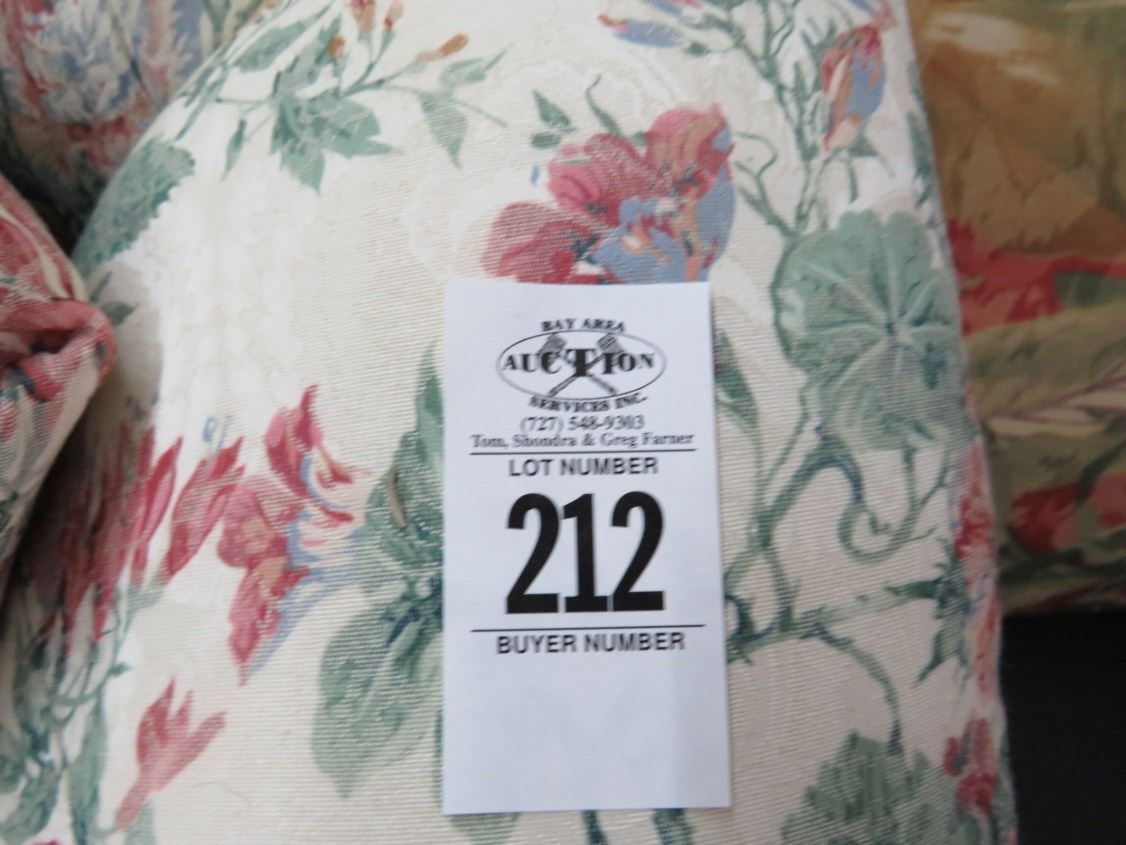 BAY AREA
AUCTION
SERVICES INC.
(727) 548-9303
Tom, Shondra & Greg Farner
LOT NUMBER
212
BUYER NUMBER